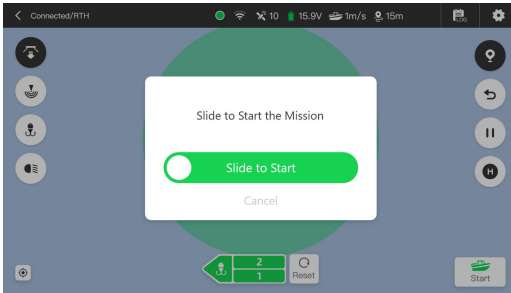 Connected/RTH 10 15.9V 1m/s 15m LOG
Slide to Start the Mission
Slide to Start
Cancel
H
2
1
Reset
Start